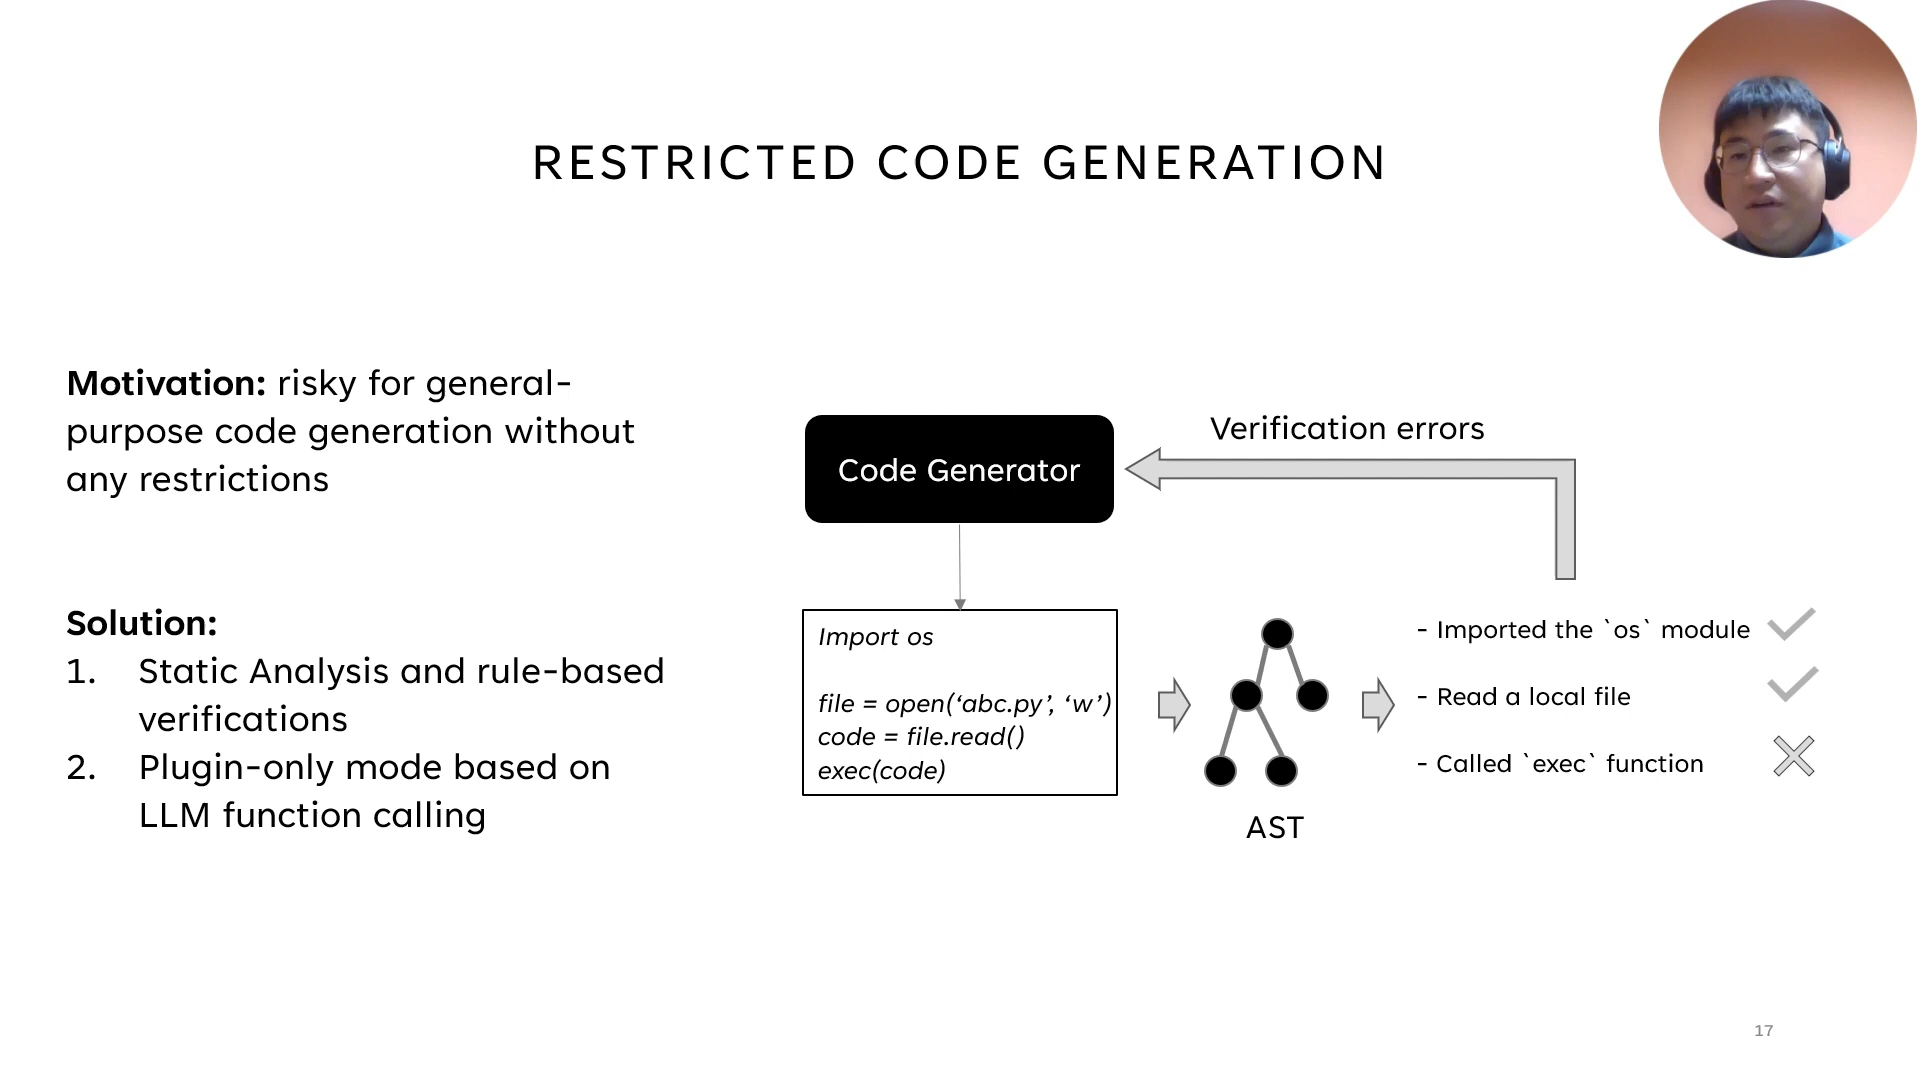 RESTRICTED CODE GENERATION
Motivation: risky for general-
purpose code generation without
any restrictions
Solution:
1. Static Analysis and rule-based
verifications
2. Plugin-only mode based on
LLM function calling
Code Generator
Verification errors
Import os
file = open(‘abc.py’, ‘w’)
code = file.read()
exec(code)
AST
- Imported the `os` module
- Read a local file
- Called `exec` function
17